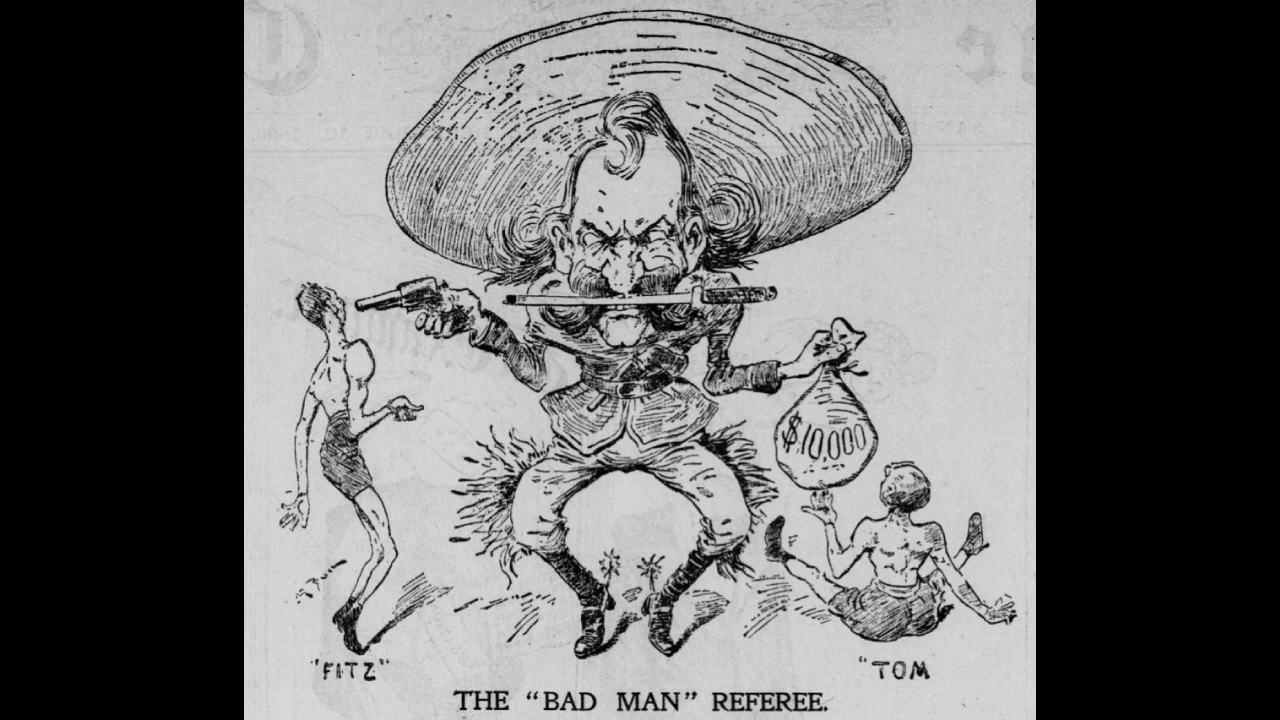 $10,000
"FITZ"
"TOM
THE "BAD MAN" REFEREE.